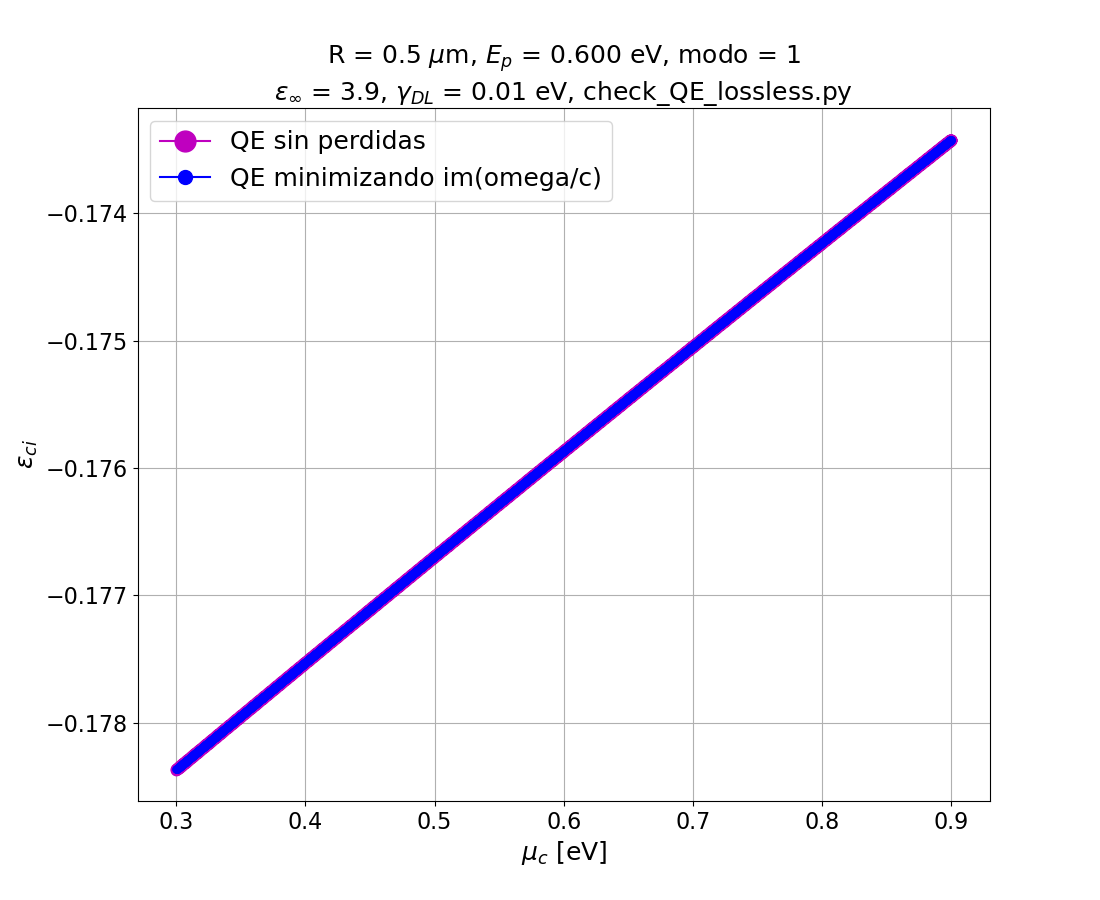 R = 0.5 μm, E_p = 0.600 eV, modo = 1
ε_∞ = 3.9, γ_DL = 0.01 eV, check_QE_lossless.py
QE sin perdidas
QE minimizando im(omega/c)
−0.174
−0.175
−0.176
−0.177
−0.178
ε_ci
0.3 0.4 0.5 0.6 0.7 0.8 0.9
μ_c [eV]